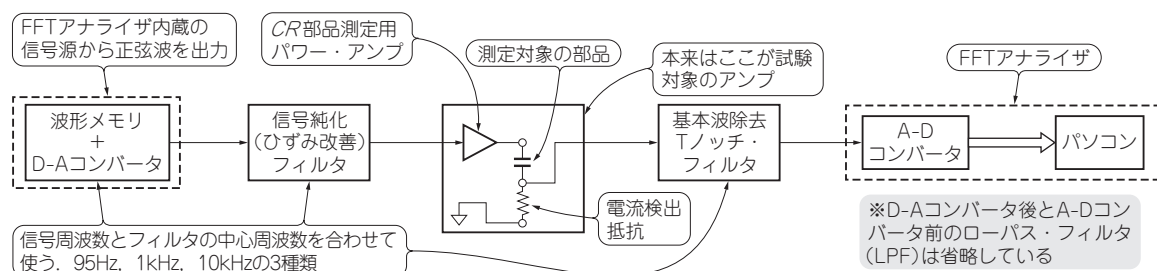 FFTアナライザ内蔵の
信号源から正弦波を出力
CR部品測定用
パワー・アンプ
測定対象の部品
本来はここが試験
対象のアンプ
FFTアナライザ
波形メモリ
+
D-Aコンバータ
信号純化
(ひずみ改善)
フィルタ
基本波除去
Tノッチ・
フィルタ
A-D
コンバータ
パソコン
電流検出
抵抗
信号周波数とフィルタの中心周波数を合わせて
使う．95Hz，1kHz，10kHzの3種類
※D-Aコンバータ後とA-Dコン
バータ前のローパス・フィルタ
(LPF)は省略している